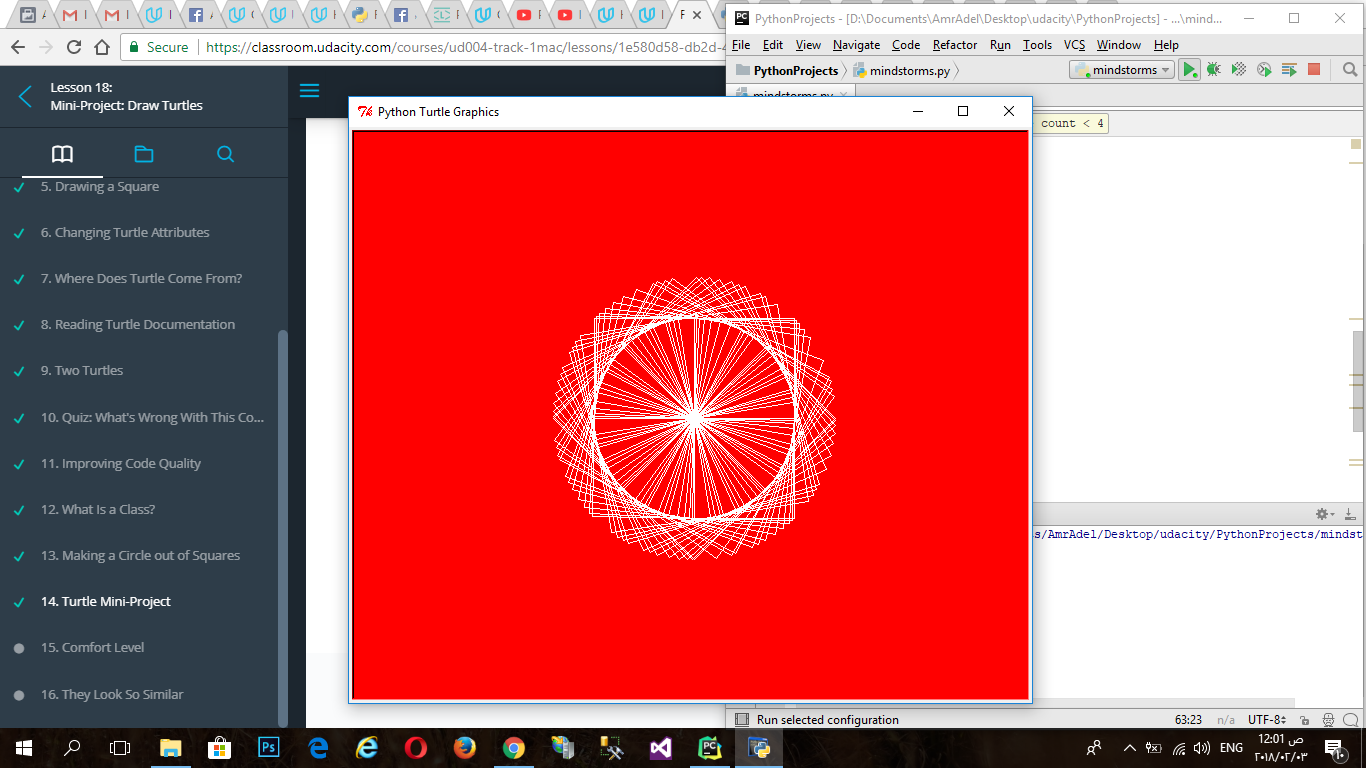 PythonProjects - [D:\Documents\AmrAdel\Desktop\udacity\PythonProjects] - ...\mind...
Secure
https://classroom.udacity.com/courses/ud004-track-1mac/lessons/1e580d58-db2d-4
File Edit View Navigate Code Refactor Run Tools VCS Window Help
PythonProjects
mindstorms.py
mindstorms
Lesson 18:
Mini-Project: Draw Turtles
mindstorms.py
Python Turtle Graphics
count < 4
5. Drawing a Square
6. Changing Turtle Attributes
7. Where Does Turtle Come From?
8. Reading Turtle Documentation
9. Two Turtles
10. Quiz: What's Wrong With This Co...
11. Improving Code Quality
12. What Is a Class?
13. Making a Circle out of Squares
14. Turtle Mini-Project
15. Comfort Level
16. They Look So Similar
s/AmrAdel/Desktop/udacity/PythonProjects/mindst
Run selected configuration
63:23
n/a
UTF-8
ENG
12:01 ص
٢٠١٨/٠٢/٠٣